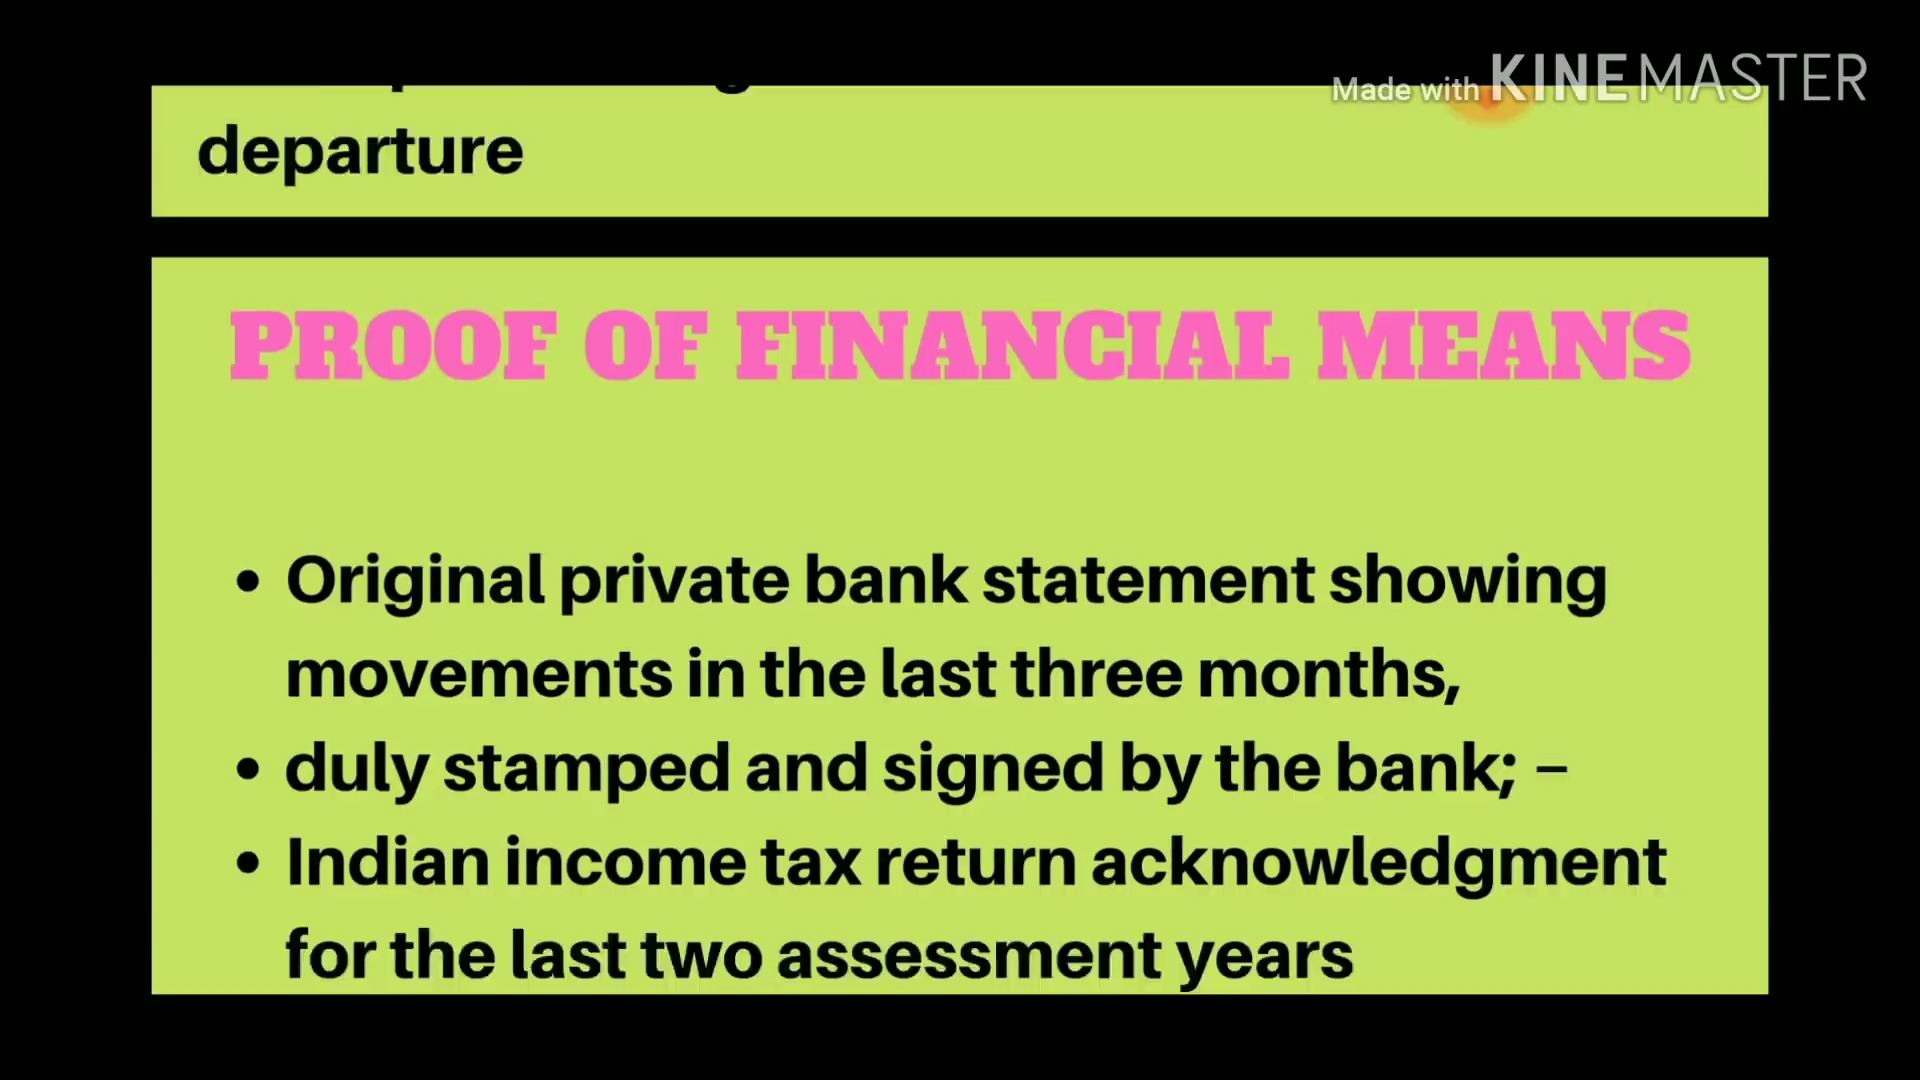 Made with KINEMASTER
departure
PROOF OF FINANCIAL MEANS
• Original private bank statement showing
movements in the last three months,
• duly stamped and signed by the bank; –
• Indian income tax return acknowledgment
for the last two assessment years